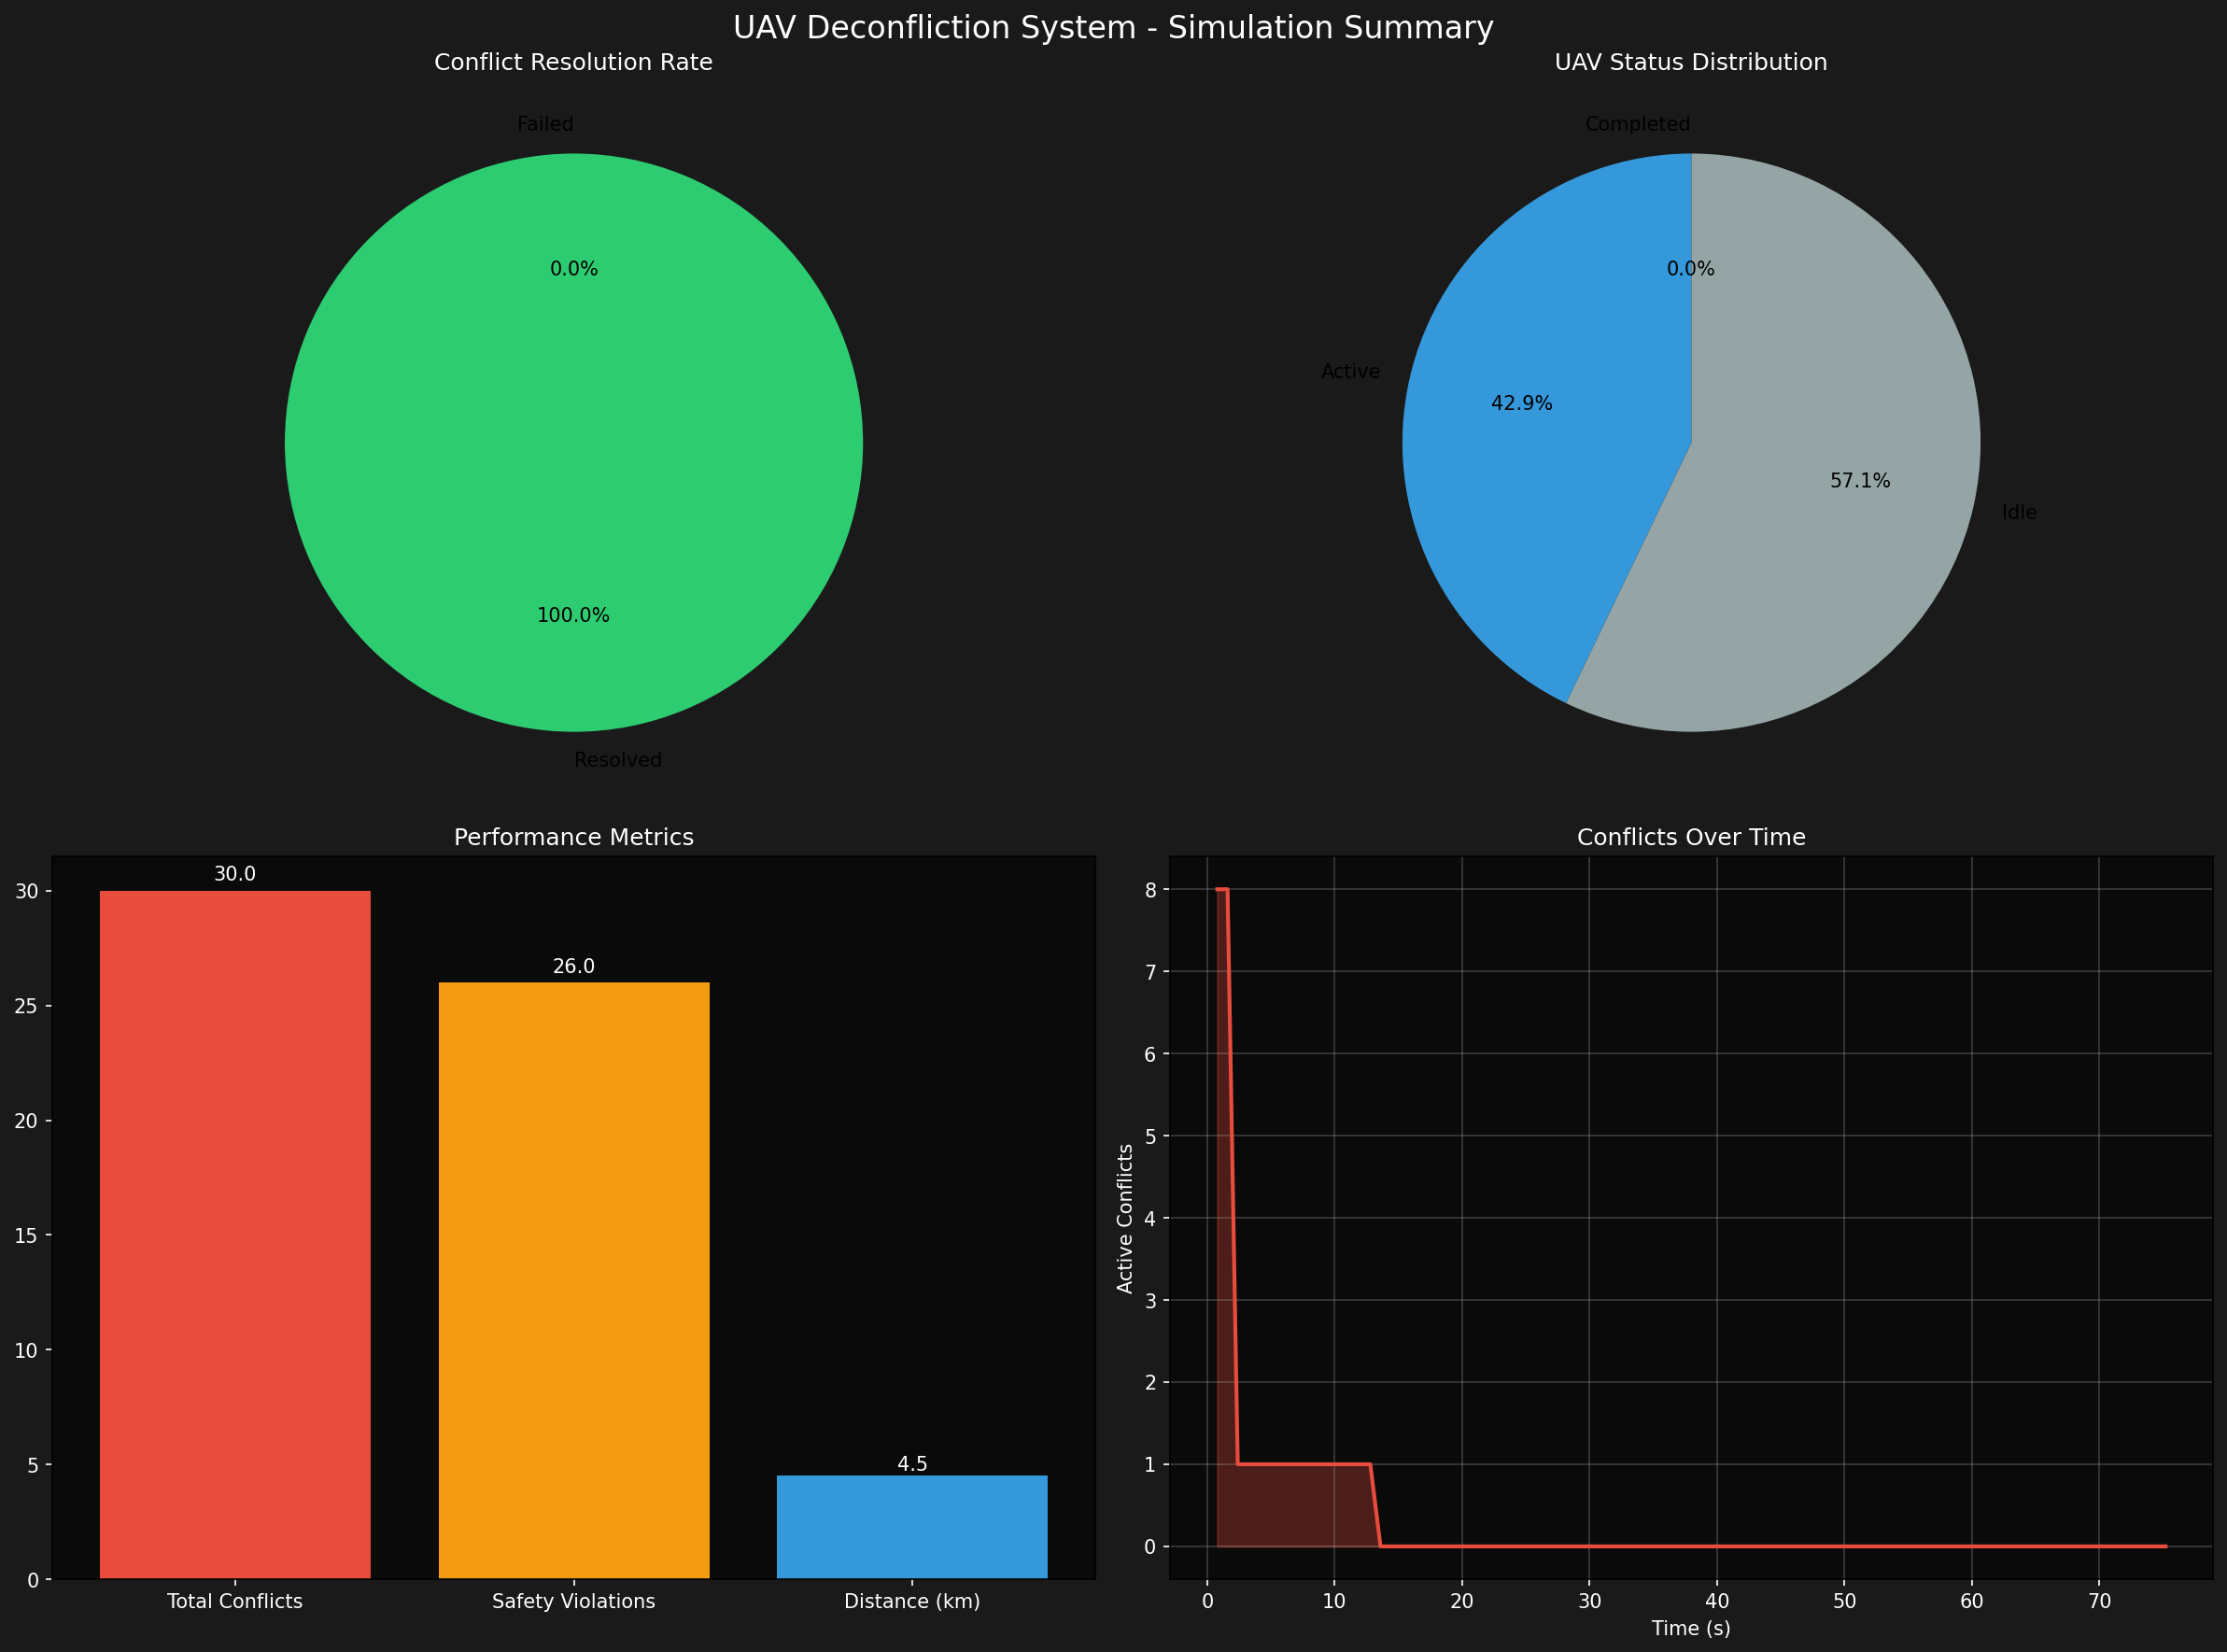 UAV Deconfliction System - Simulation Summary
Conflict Resolution Rate
Failed
0.0%
100.0%
Resolved
UAV Status Distribution
Completed
0.0%
Active
42.9%
57.1%
Idle
Performance Metrics
30.0
26.0
4.5
30
25
20
15
10
5
0
Total Conflicts
Safety Violations
Distance (km)
Conflicts Over Time
Active Conflicts
8
7
6
5
4
3
2
1
0
0
10
20
30
40
50
60
70
Time (s)